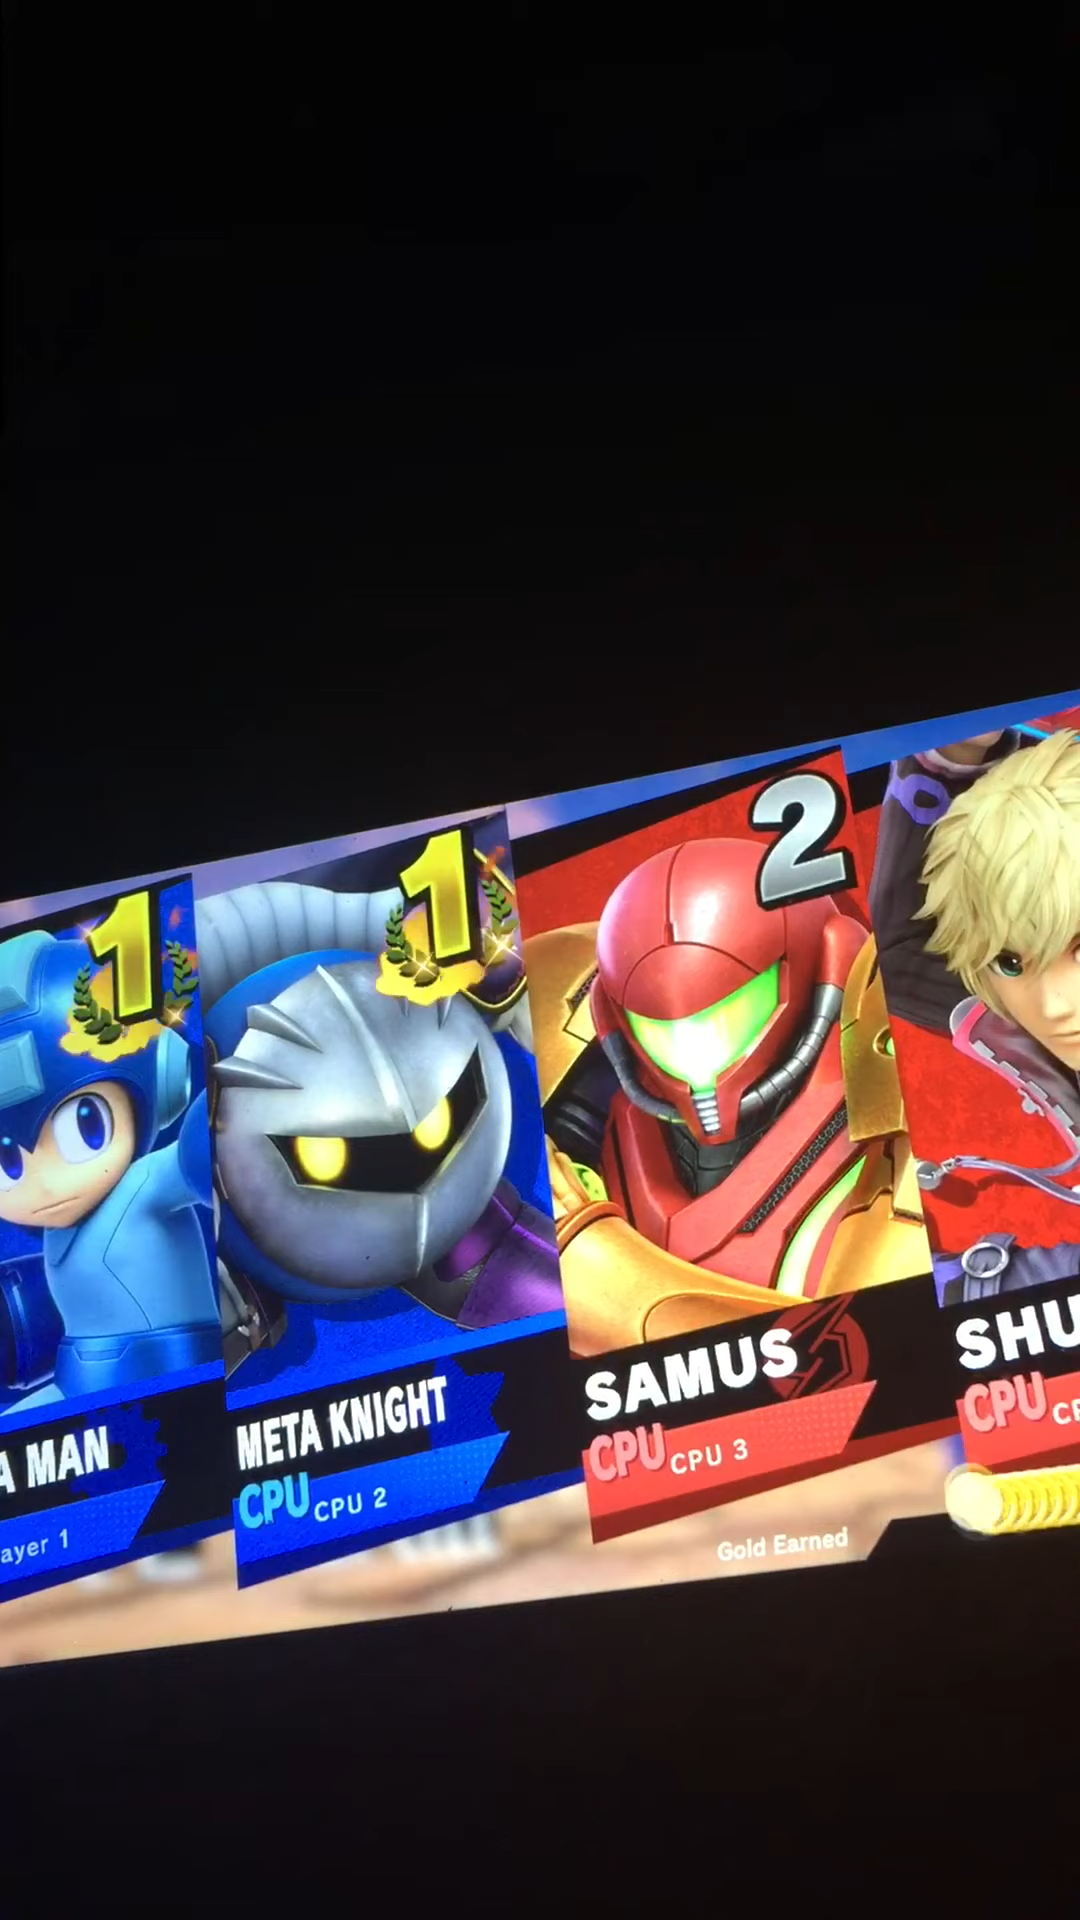 1
1
2
A MAN
META KNIGHT
SAMUS
SHU
ayer 1
CPU CPU 2
CPU CPU 3
CPU
Gold Earned